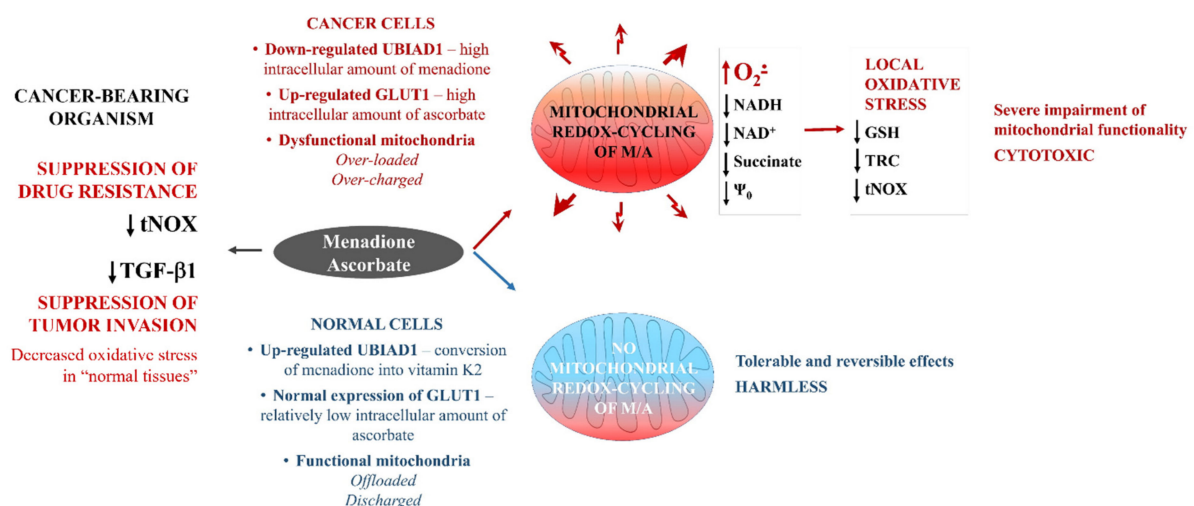 CANCER-BEARING
ORGANISM
SUPPRESSION OF
DRUG RESISTANCE
↓tNOX
↓TGF-β1
SUPPRESSION OF
TUMOR INVASION
Decreased oxidative stress
in “normal tissues”
CANCER CELLS
• Down-regulated UBIAD1 – high
intracellular amount of menadione
• Up-regulated GLUT1 – high
intracellular amount of ascorbate
• Dysfunctional mitochondria
Over-loaded
Over-charged
Menadione
Ascorbate
NORMAL CELLS
• Up-regulated UBIAD1 – conversion
of menadione into vitamin K2
• Normal expression of GLUT1 –
relatively low intracellular amount of
ascorbate
• Functional mitochondria
Offloaded
Discharged
MITOCHONDRIAL
REDOX-CYCLING
OF M/A
↑O₂∸
↓NADH
↓NAD⁺
↓Succinate
↓Ψ₀
LOCAL
OXIDATIVE
STRESS
↓GSH
↓TRC
↓tNOX
Severe impairment of
mitochondrial functionality
CYTOTOXIC
NO
MITOCHONDRIAL
REDOX-CYCLING
OF M/A
Tolerable and reversible effects
HARMLESS